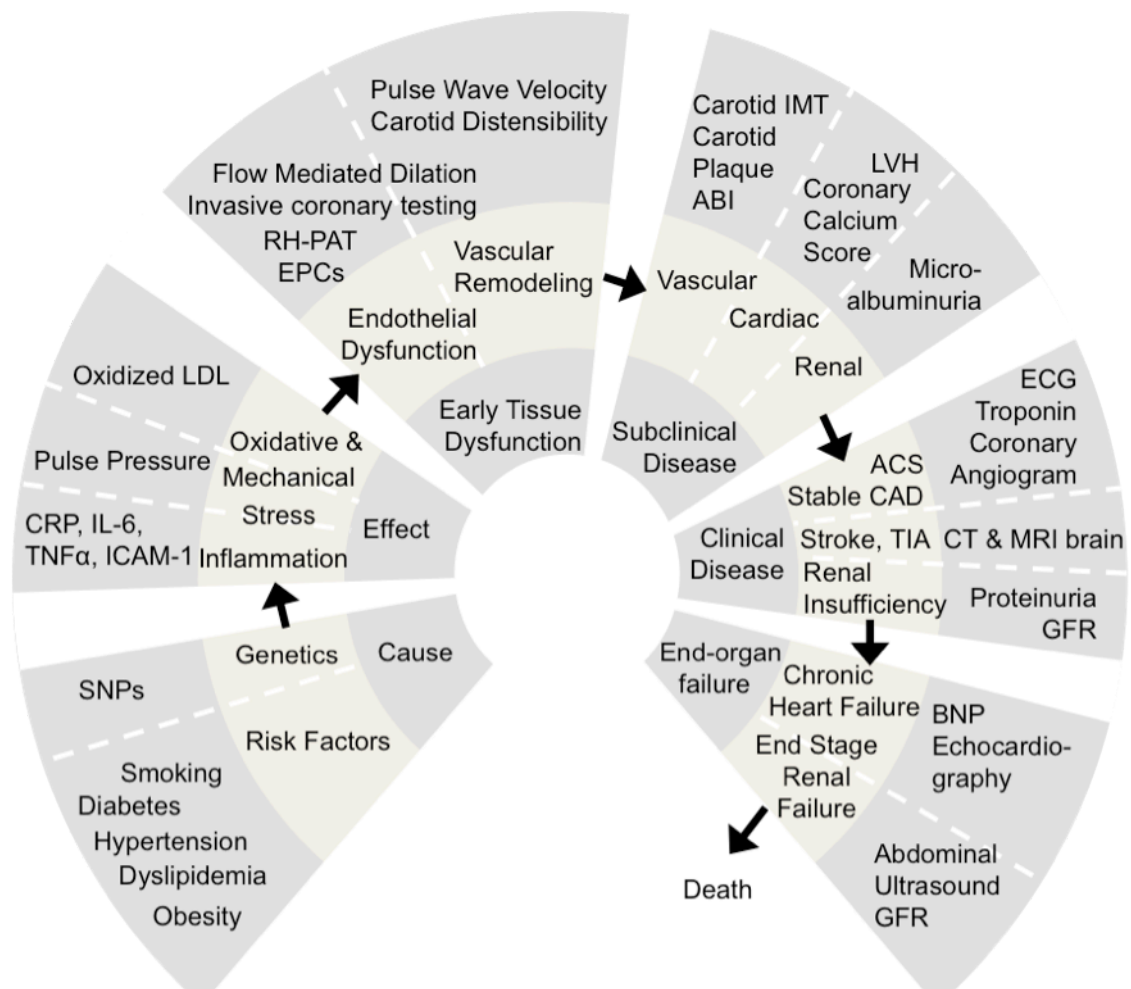 Cause
Genetics
Risk Factors
SNPs
Smoking
Diabetes
Hypertension
Dyslipidemia
Obesity
Effect
Oxidative &
Mechanical
Stress
Inflammation
Oxidized LDL
Pulse Pressure
CRP, IL-6,
TNFα, ICAM-1
Early Tissue
Dysfunction
Endothelial
Dysfunction
Vascular
Remodeling
Flow Mediated Dilation
Invasive coronary testing
RH-PAT
EPCs
Pulse Wave Velocity
Carotid Distensibility
Subclinical
Disease
Vascular
Cardiac
Renal
Carotid IMT
Carotid
Plaque
ABI
LVH
Coronary
Calcium
Score
Micro-
albuminuria
Clinical
Disease
ACS
Stable CAD
Stroke, TIA
Renal
Insufficiency
ECG
Troponin
Coronary
Angiogram
CT & MRI brain
Proteinuria
GFR
End-organ
failure
Chronic
Heart Failure
End Stage
Renal
Failure
BNP
Echocardio-
graphy
Abdominal
Ultrasound
GFR
Death